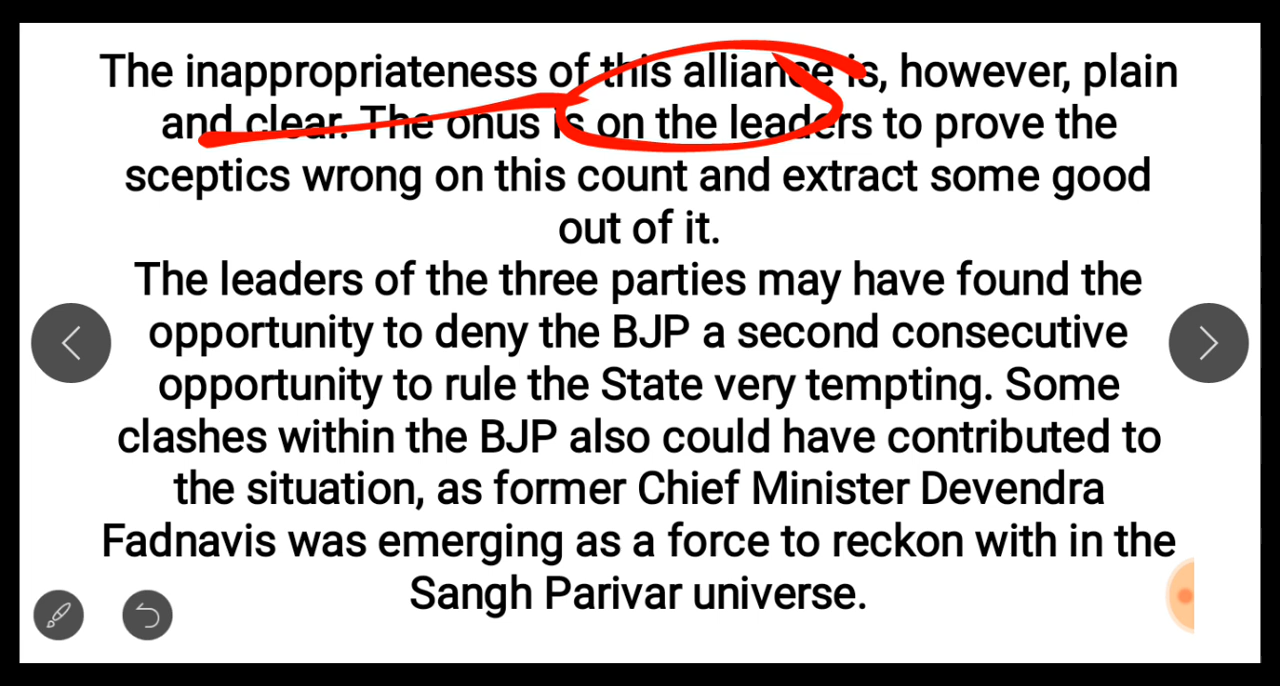 The inappropriateness of this alliance is, however, plain
and clear. The onus is on the leaders to prove the
sceptics wrong on this count and extract some good
out of it.
The leaders of the three parties may have found the
opportunity to deny the BJP a second consecutive
opportunity to rule the State very tempting. Some
clashes within the BJP also could have contributed to
the situation, as former Chief Minister Devendra
Fadnavis was emerging as a force to reckon with in the
Sangh Parivar universe.